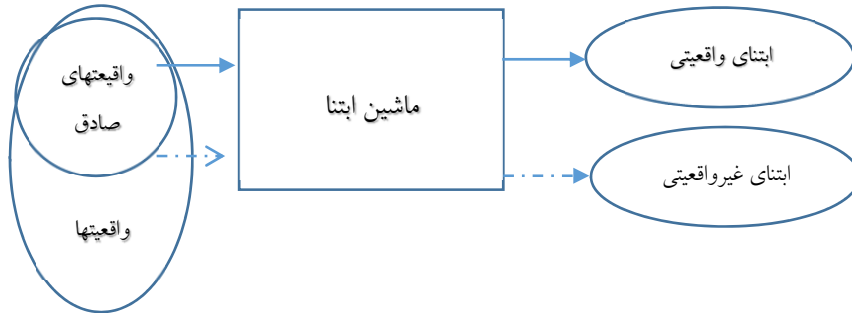 واقیعتهای
صادق
واقعیتها
ماشین ابتنا
ابتنای واقعیتی
ابتنای غیرواقعیتی